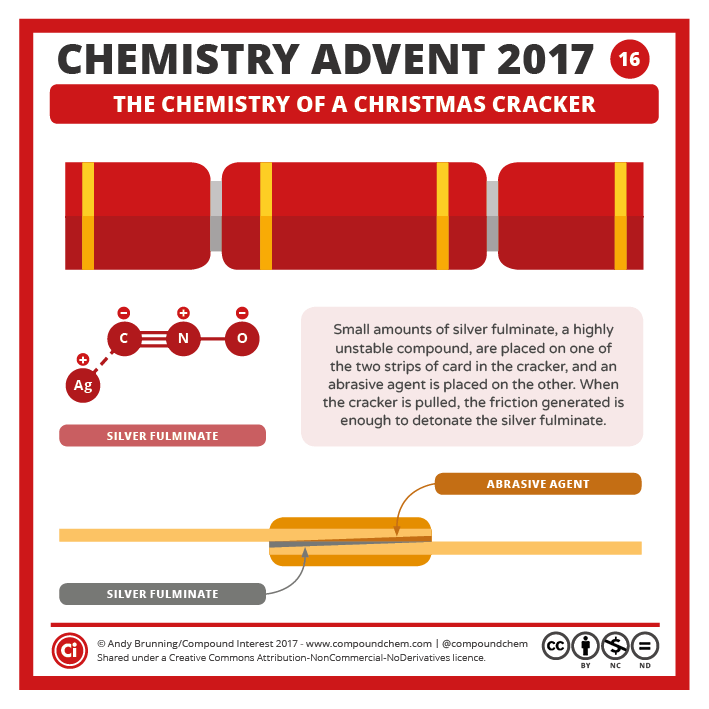 CHEMISTRY ADVENT 2017 16
THE CHEMISTRY OF A CHRISTMAS CRACKER
− + −
C N O
+
Ag
SILVER FULMINATE
Small amounts of silver fulminate, a highly
unstable compound, are placed on one of
the two strips of card in the cracker, and an
abrasive agent is placed on the other. When
the cracker is pulled, the friction generated is
enough to detonate the silver fulminate.
ABRASIVE AGENT
SILVER FULMINATE
Ci
© Andy Brunning/Compound Interest 2017 - www.compoundchem.com | @compoundchem
Shared under a Creative Commons Attribution-NonCommercial-NoDerivatives licence.
CC $ =
BY NC ND